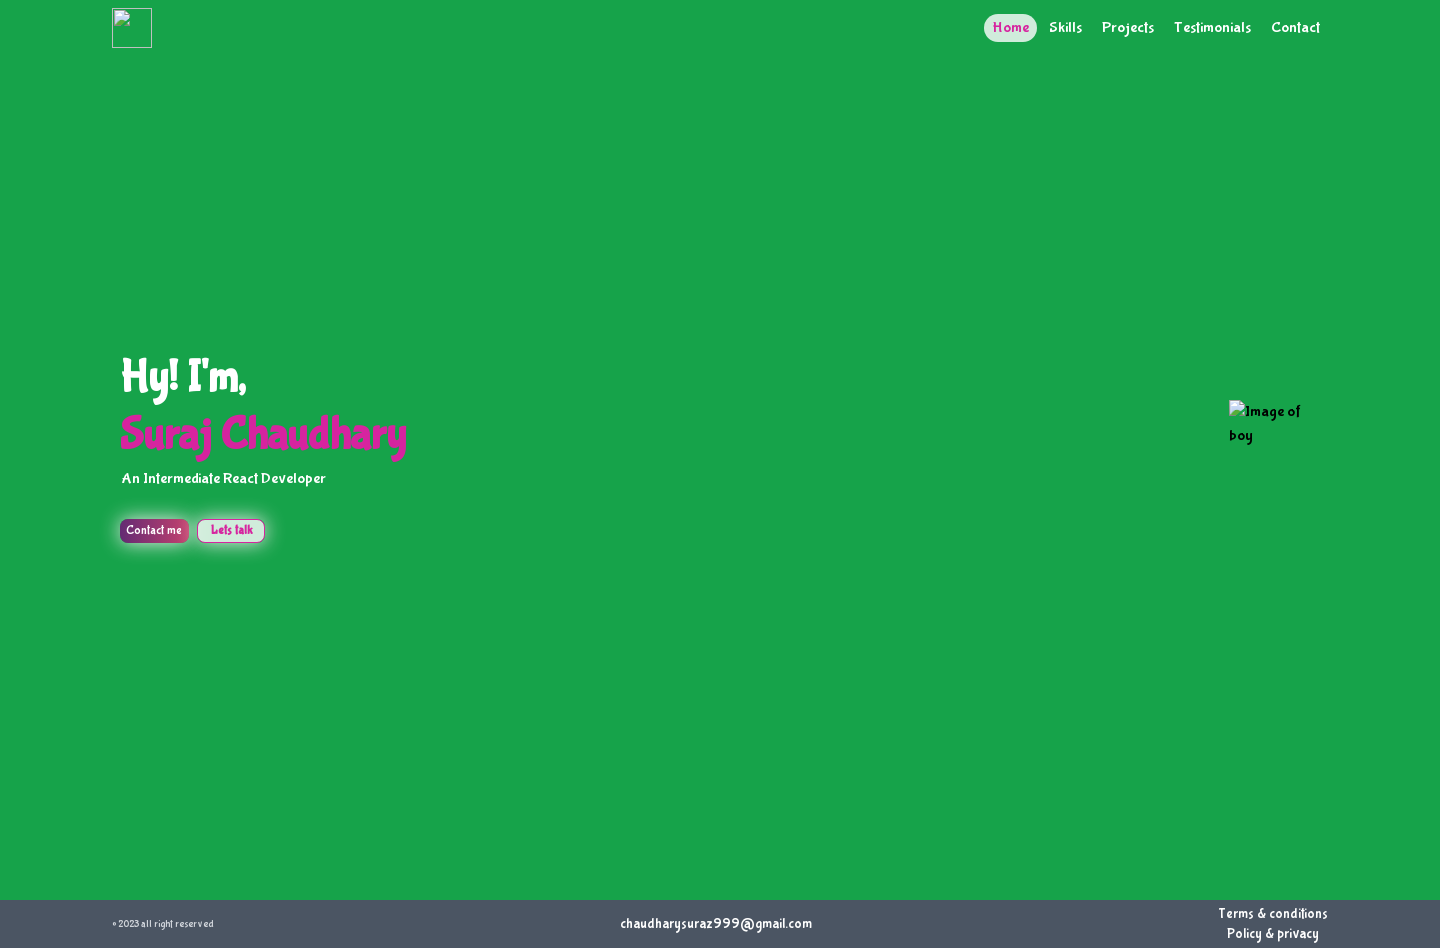 Home Skills Projects Testimonials Contact
Hy! I'm,
Suraj Chaudhary
An Intermediate React Developer
Contact me Lets talk
Image of
boy
© 2023 all right reserved
chaudharysuraz999@gmail.com
Terms & conditions
Policy & privacy